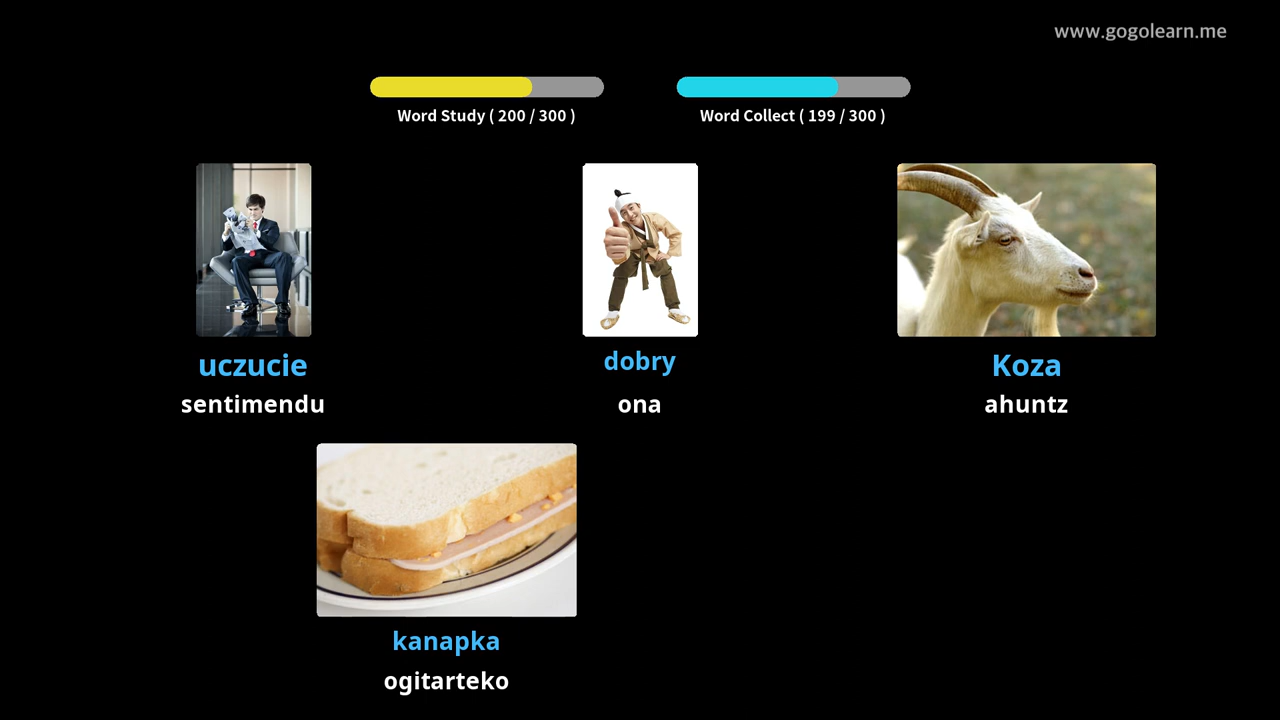 www.gogolearn.me
Word Study ( 200 / 300 )
Word Collect ( 199 / 300 )
uczucie
sentimendu
dobry
ona
Koza
ahuntz
kanapka
ogitarteko